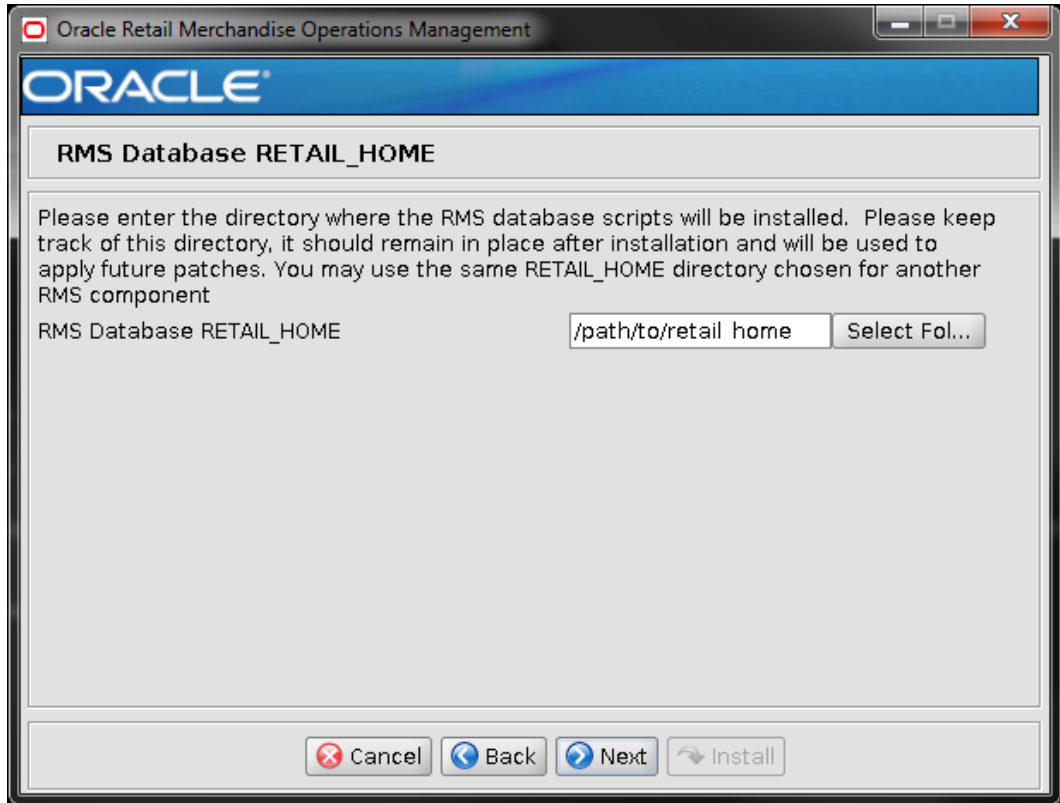 Oracle Retail Merchandise Operations Management
ORACLE
RMS Database RETAIL_HOME
Please enter the directory where the RMS database scripts will be installed.  Please keep
track of this directory, it should remain in place after installation and will be used to
apply future patches. You may use the same RETAIL_HOME directory chosen for another
RMS component
RMS Database RETAIL_HOME /path/to/retail home Select Fol...
Cancel Back Next Install